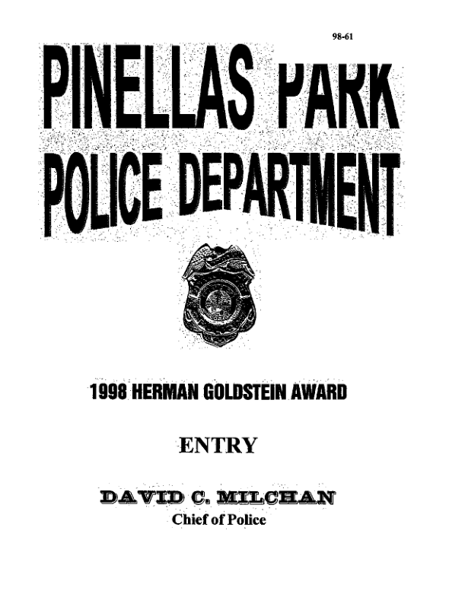 98-61
PINELLAS PARK
POLICE DEPARTMENT
1998 HERMAN GOLDSTEIN AWARD
ENTRY
DAVID C. MILCHAN
Chief of Police